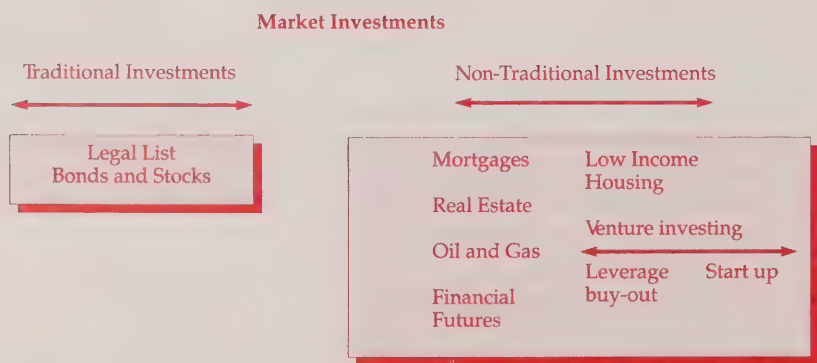 Market Investments
Traditional Investments
Non-Traditional Investments
Legal List
Bonds and Stocks
Mortgages
Real Estate
Oil and Gas
Financial
Futures
Low Income
Housing
Venture investing
Leverage
buy-out
Start up